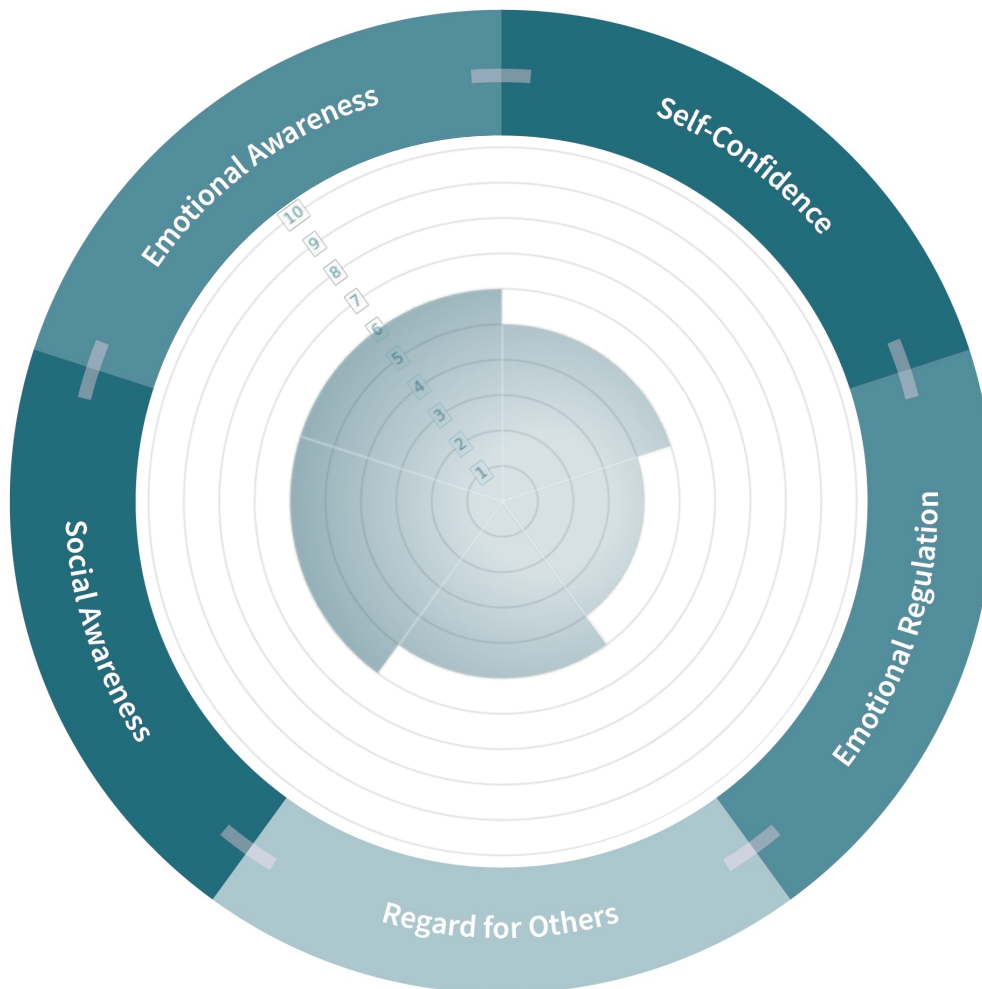 Emotional Awareness
Self-Confidence
10
9
8
7
6
5
4
3
2
1
Social Awareness
Emotional Regulation
Regard for Others